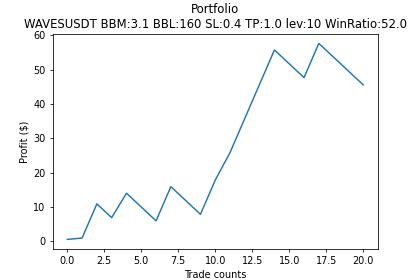 Portfolio
WAVESUSDT BBM:3.1 BBL:160 SL:0.4 TP:1.0 lev:10 WinRatio:52.0
60
50
40
30
20
10
0
Profit ($)
0.0 2.5 5.0 7.5 10.0 12.5 15.0 17.5 20.0
Trade counts